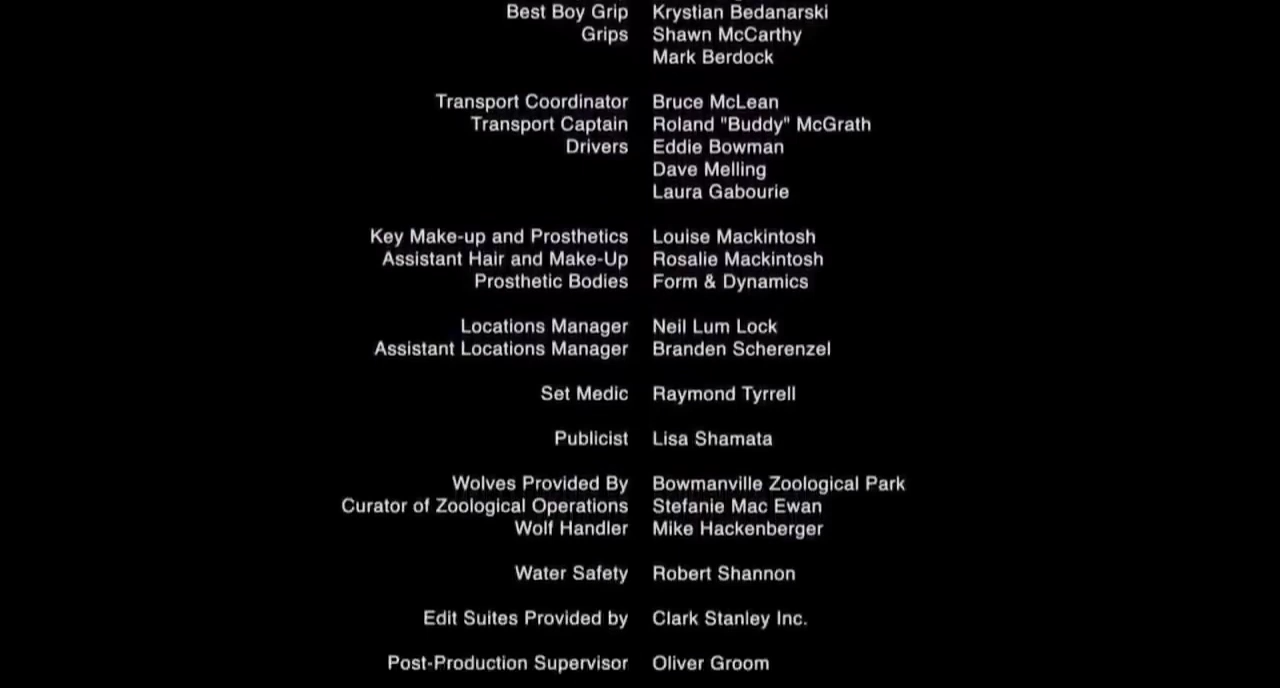 Best Boy Grip Krystian Bedanarski
Grips Shawn McCarthy
Mark Berdock
Transport Coordinator Bruce McLean
Transport Captain Roland "Buddy" McGrath
Drivers Eddie Bowman
Dave Melling
Laura Gabourie
Key Make-up and Prosthetics Louise Mackintosh
Assistant Hair and Make-Up Rosalie Mackintosh
Prosthetic Bodies Form & Dynamics
Locations Manager Neil Lum Lock
Assistant Locations Manager Branden Scherenzel
Set Medic Raymond Tyrrell
Publicist Lisa Shamata
Wolves Provided By Bowmanville Zoological Park
Curator of Zoological Operations Stefanie Mac Ewan
Wolf Handler Mike Hackenberger
Water Safety Robert Shannon
Edit Suites Provided by Clark Stanley Inc.
Post-Production Supervisor Oliver Groom